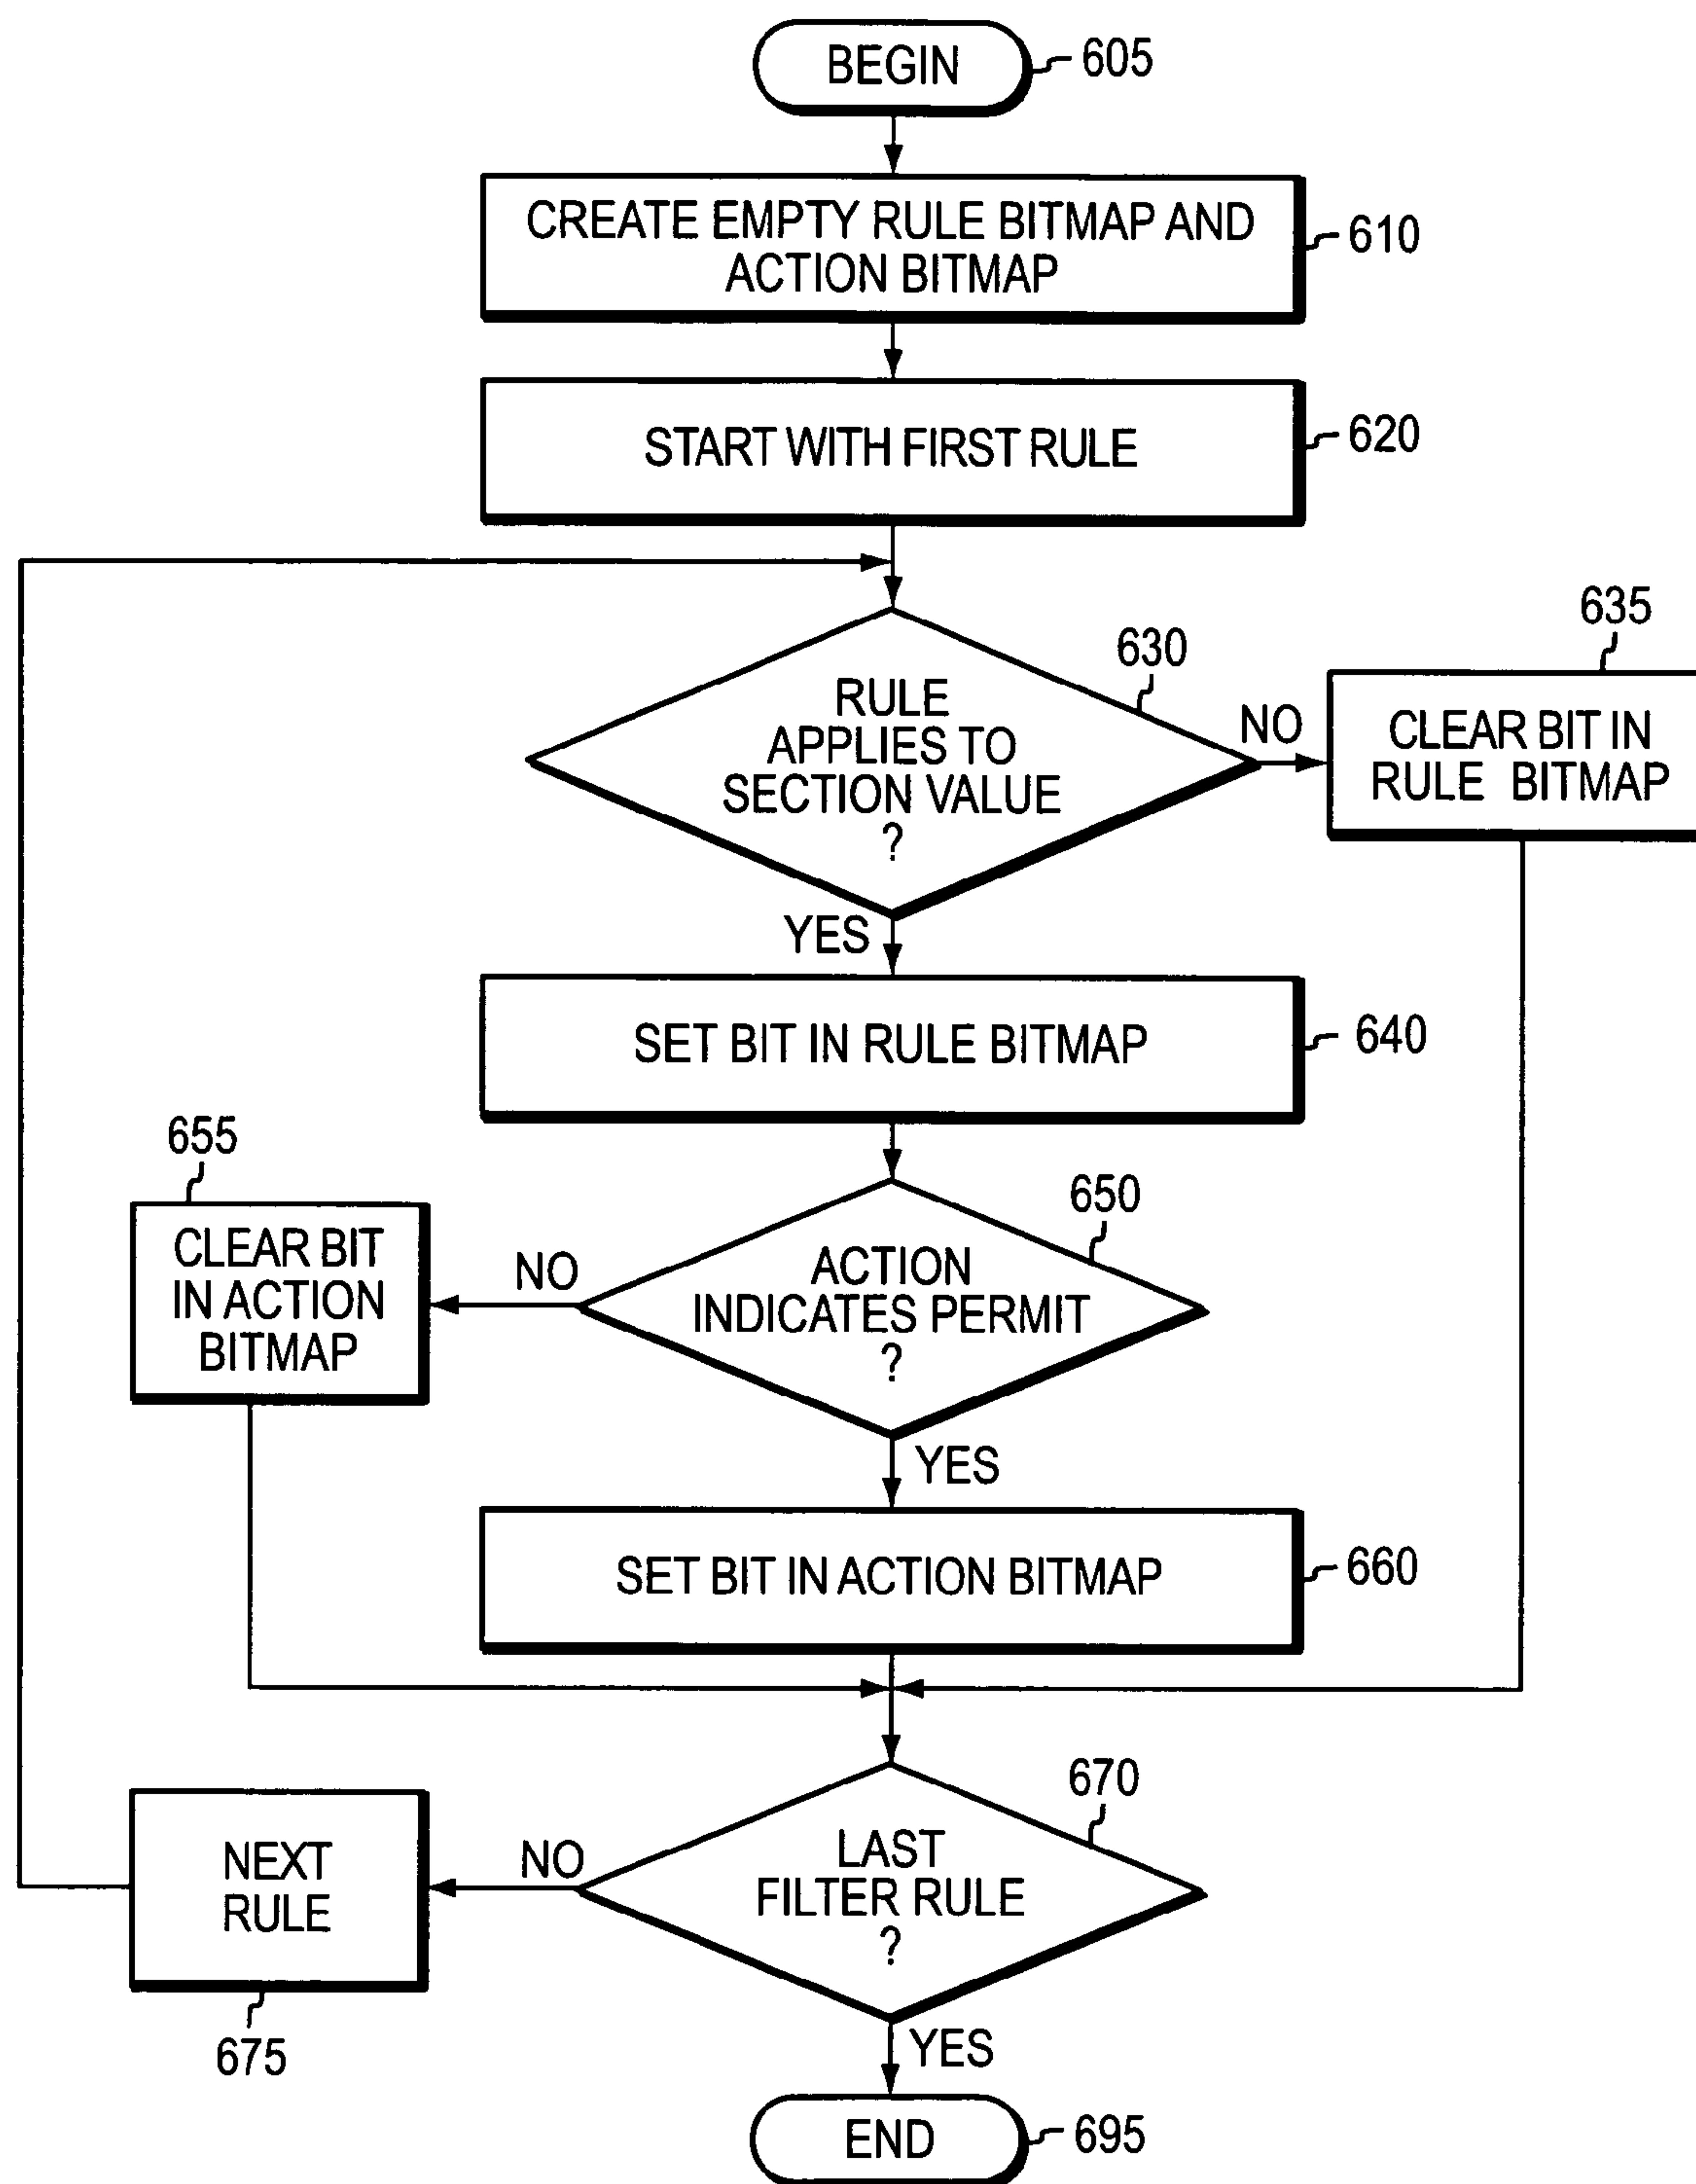 BEGIN
605
CREATE EMPTY RULE BITMAP AND
ACTION BITMAP
610
START WITH FIRST RULE
620
630
RULE
APPLIES TO
SECTION VALUE
?
NO
635
CLEAR BIT IN
RULE BITMAP
YES
SET BIT IN RULE BITMAP
640
650
ACTION
INDICATES PERMIT
?
NO
655
CLEAR BIT
IN ACTION
BITMAP
YES
SET BIT IN ACTION BITMAP
660
670
LAST
FILTER RULE
?
NO
NEXT
RULE
675
YES
END
695